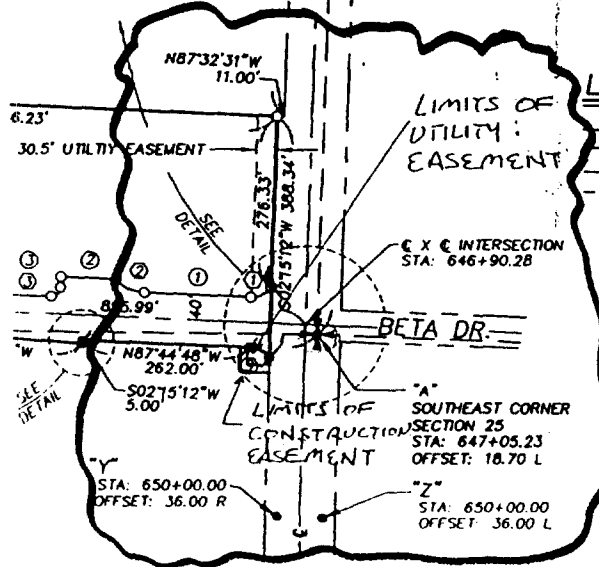 N87°32'31"W
11.00'
6.23'
30.5' UTILTIY EASEMENT
LIMITS OF
UTILITY
EASEMENT
276.33'
S02°15'12"W 388.34'
SEE
DETAIL
℄ X ℄ INTERSECTION
STA: 646+90.28
3
2
2
1
1
3
40'
BETA DR.
"W
N87°44'48"W
262.00'
S02°15'12"W
5.00'
SEE
DETAIL
LIMITS OF
CONSTRUCTION
EASEMENT
"A"
SOUTHEAST CORNER
SECTION 25
STA: 647+05.23
OFFSET: 18.70 L
"Y"
STA: 650+00.00
OFFSET: 36.00 R
"Z"
STA: 650+00.00
OFFSET: 36.00 L
℄